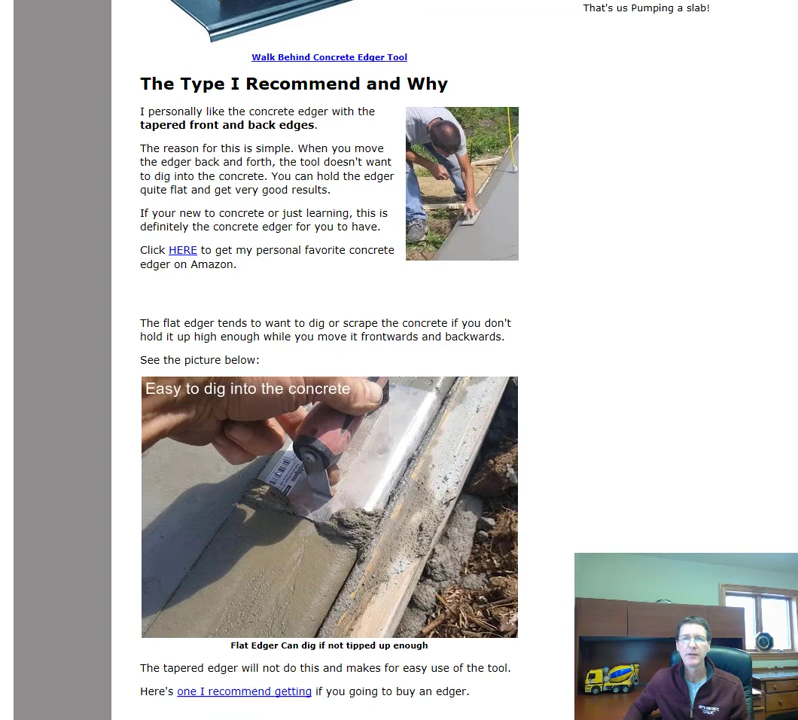 That's us Pumping a slab!
Walk Behind Concrete Edger Tool
The Type I Recommend and Why
I personally like the concrete edger with the
tapered front and back edges.
The reason for this is simple. When you move
the edger back and forth, the tool doesn't want
to dig into the concrete. You can hold the edger
quite flat and get very good results.
If your new to concrete or just learning, this is
definitely the concrete edger for you to have.
Click HERE to get my personal favorite concrete
edger on Amazon.
The flat edger tends to want to dig or scrape the concrete if you don't
hold it up high enough while you move it frontwards and backwards.
See the picture below:
Easy to dig into the concrete
Flat Edger Can dig if not tipped up enough
The tapered edger will not do this and makes for easy use of the tool.
Here's one I recommend getting if you going to buy an edger.